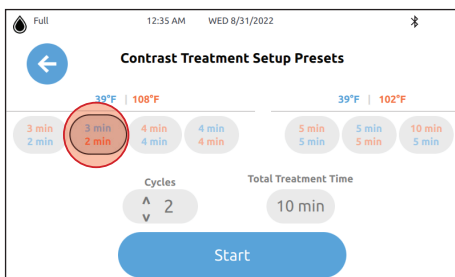 Full 12:35 AM WED 8/31/2022
Contrast Treatment Setup Presets
39°F | 108°F 39°F | 102°F
3 min 3 min 4 min 4 min 5 min 5 min 10 min
2 min 2 min 4 min 4 min 5 min 5 min 5 min
Cycles Total Treatment Time
2 10 min
Start